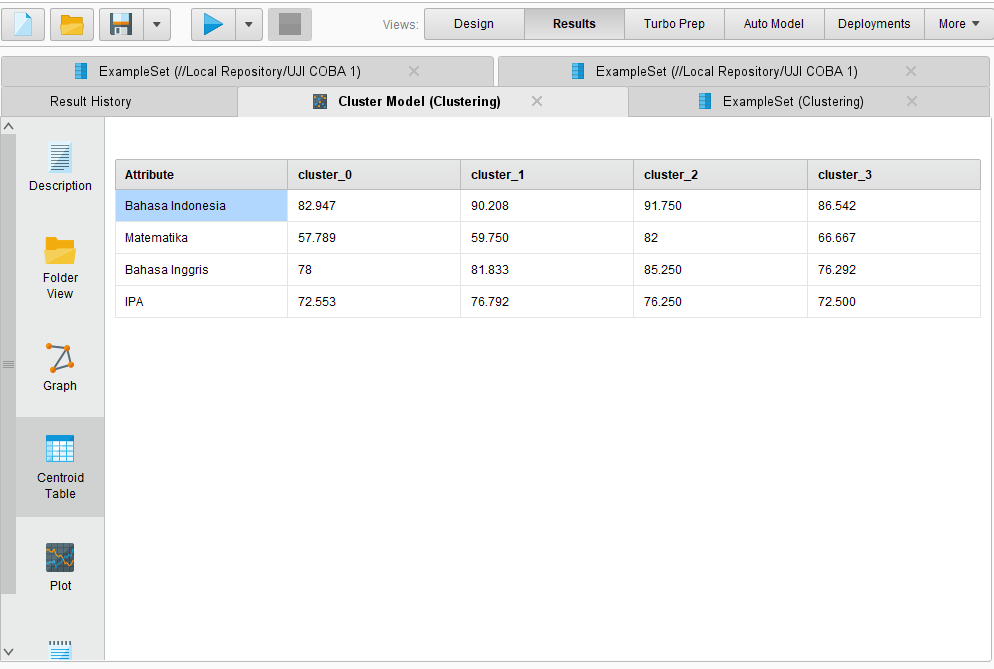 Views: Design Results Turbo Prep Auto Model Deployments More
ExampleSet (//Local Repository/UJI COBA 1) ExampleSet (//Local Repository/UJI COBA 1)
Result History Cluster Model (Clustering) ExampleSet (Clustering)
Description
Folder
View
Graph
Centroid
Table
Plot
Attribute cluster_0 cluster_1 cluster_2 cluster_3
Bahasa Indonesia 82.947 90.208 91.750 86.542
Matematika 57.789 59.750 82 66.667
Bahasa Inggris 78 81.833 85.250 76.292
IPA 72.553 76.792 76.250 72.500